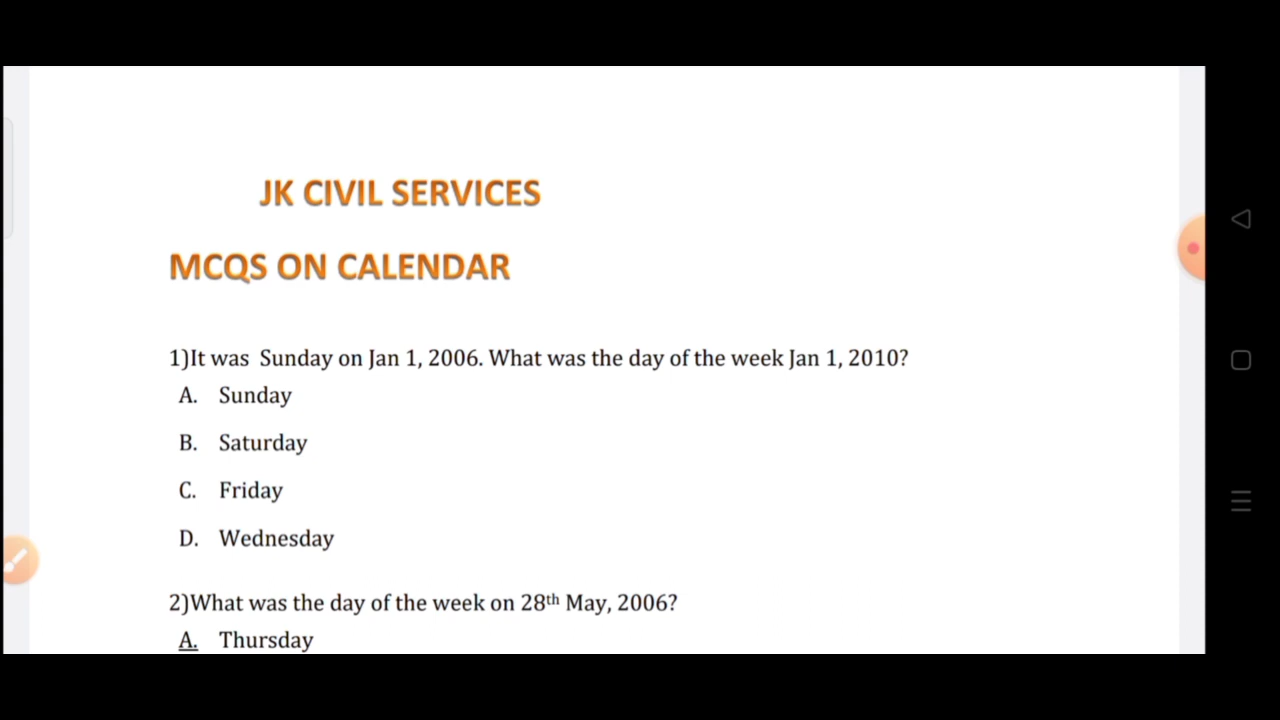 JK CIVIL SERVICES
MCQS ON CALENDAR
1)It was  Sunday on Jan 1, 2006. What was the day of the week Jan 1, 2010?
A. Sunday
B. Saturday
C. Friday
D. Wednesday
2)What was the day of the week on 28th May, 2006?
A. Thursday